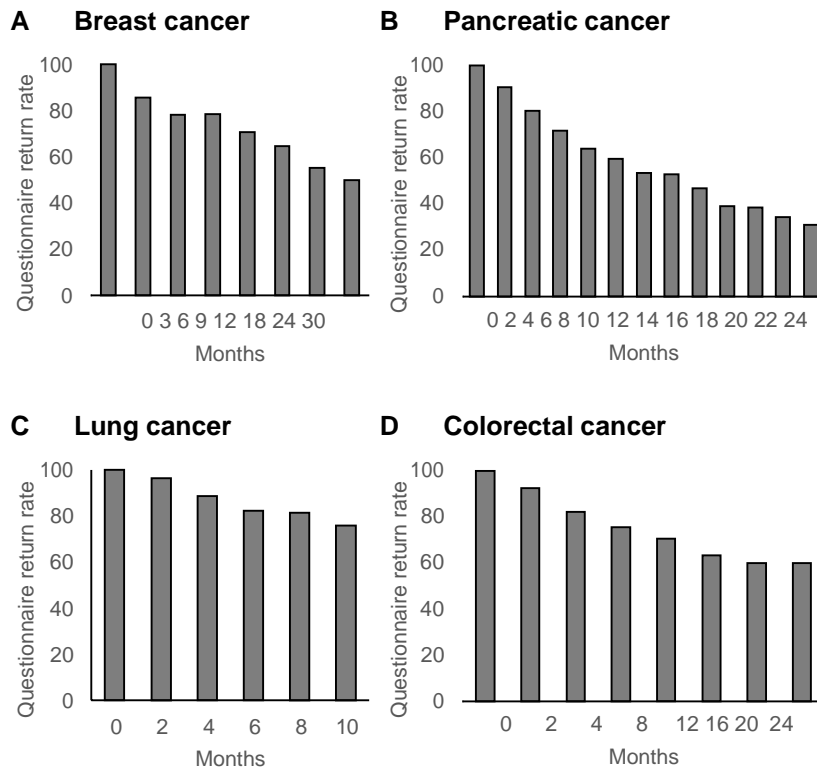 A Breast cancer
100
80
60
40
20
0
Questionnaire return rate
0 3 6 9 12 18 24 30
Months
B Pancreatic cancer
100
80
60
40
20
0
Questionnaire return rate
0 2 4 6 8 10 12 14 16 18 20 22 24
Months
C Lung cancer
100
80
60
40
20
0
Questionnaire return rate
0 2 4 6 8 10
Months
D Colorectal cancer
100
80
60
40
20
0
Questionnaire return rate
0 2 4 8 12 16 20 24
Months